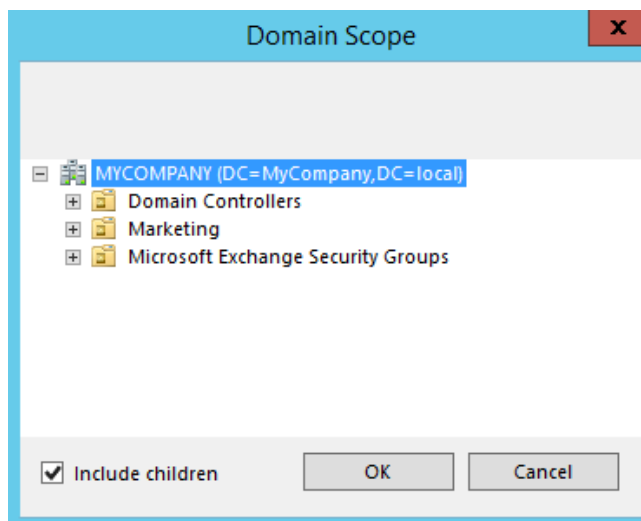 Domain Scope
x
MYCOMPANY (DC=MyCompany,DC=local)
Domain Controllers
Marketing
Microsoft Exchange Security Groups
Include children
OK
Cancel